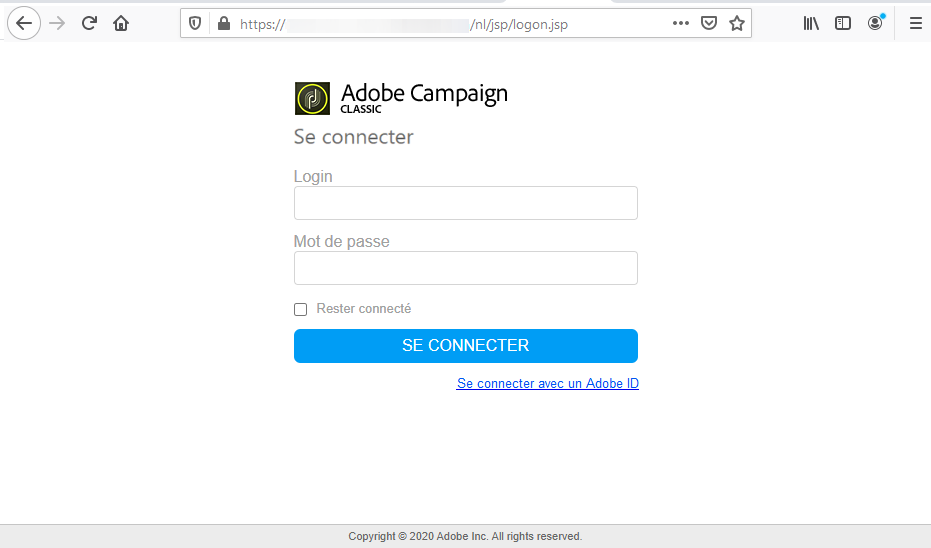 https:// /nl/jsp/logon.jsp
Adobe Campaign
CLASSIC
Se connecter
Login
Mot de passe
Rester connecté
SE CONNECTER
Se connecter avec un Adobe ID
Copyright © 2020 Adobe Inc. All rights reserved.